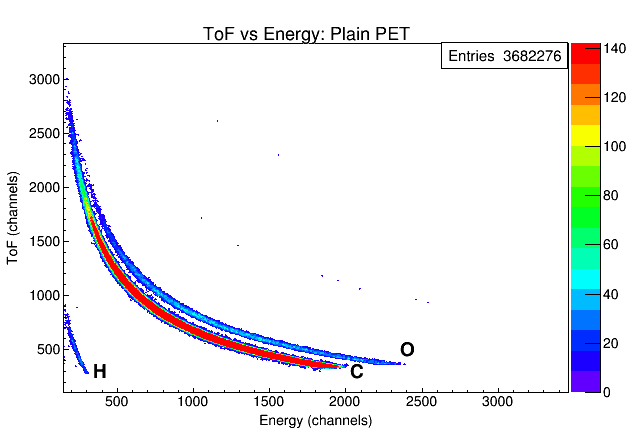 ToF vs Energy: Plain PET
Entries 3682276
ToF (channels)
3000
2500
2000
1500
1000
500
H
C
O
500 1000 1500 2000 2500 3000
Energy (channels)
140
120
100
80
60
40
20
0